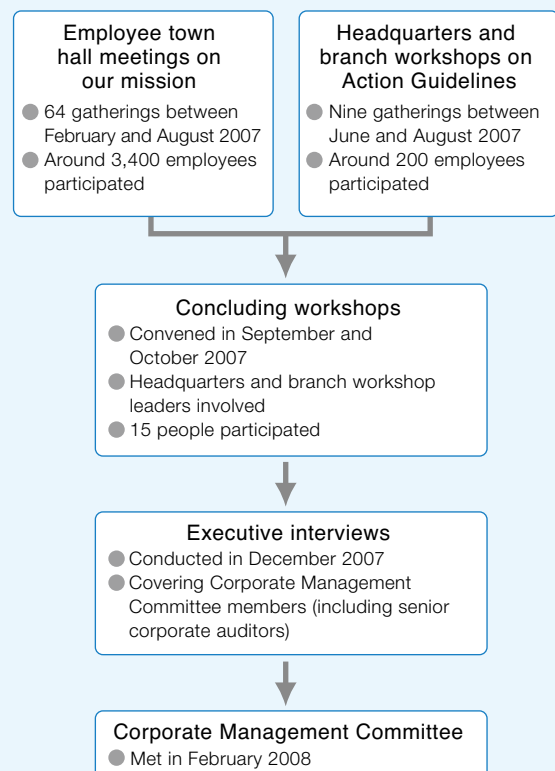 Employee town
hall meetings on
our mission
● 64 gatherings between
February and August 2007
● Around 3,400 employees
participated
Headquarters and
branch workshops on
Action Guidelines
● Nine gatherings between
June and August 2007
● Around 200 employees
participated
Concluding workshops
● Convened in September and
October 2007
● Headquarters and branch workshop
leaders involved
● 15 people participated
Executive interviews
● Conducted in December 2007
● Covering Corporate Management
Committee members (including senior
corporate auditors)
Corporate Management Committee
● Met in February 2008